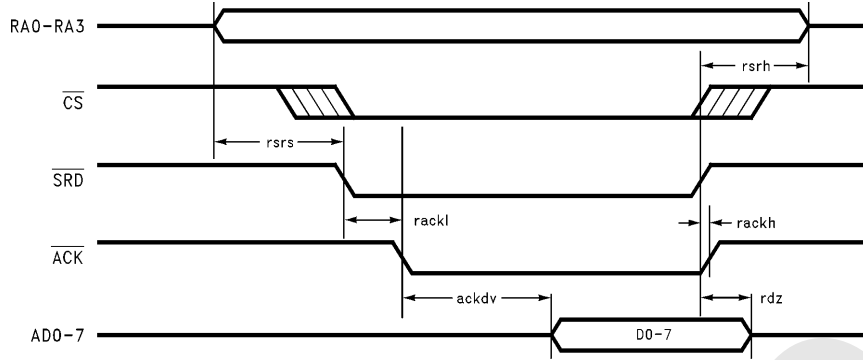 RA0-RA3
rsrh
CS
rsrs
SRD
rackl
rackh
ACK
ackdv
rdz
AD0-7
D0-7